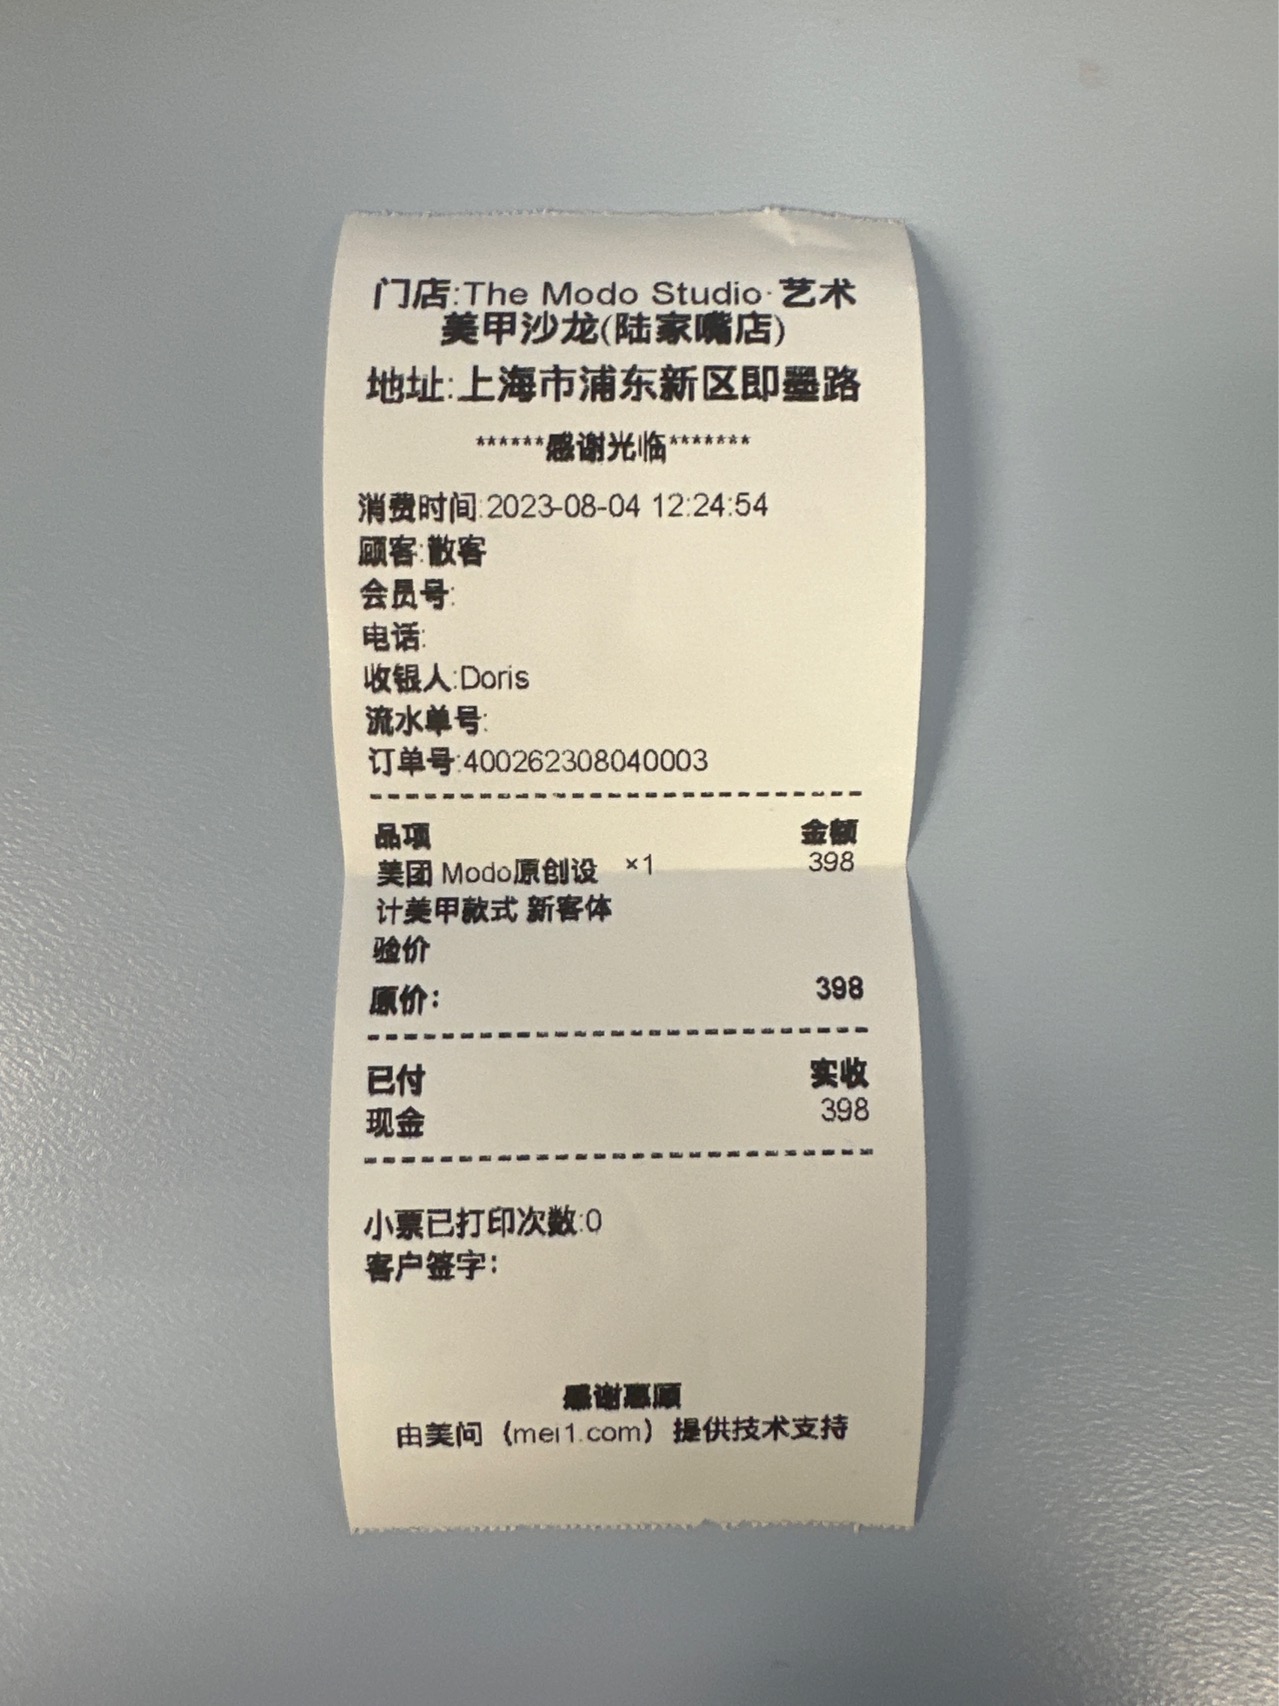 门店:The Modo Studio·艺术
美甲沙龙(陆家嘴店)
地址:上海市浦东新区即墨路
******感谢光临*******
消费时间:2023-08-04 12:24:54
顾客:散客
会员号:
电话:
收银人:Doris
流水单号:
订单号:400262308040003
品项 金额
美团 Modo原创设 ×1 398
计美甲款式 新客体
验价
原价: 398
已付 实收
现金 398
小票已打印次数:0
客户签字:
感谢惠顾
由美问（mei1.com）提供技术支持